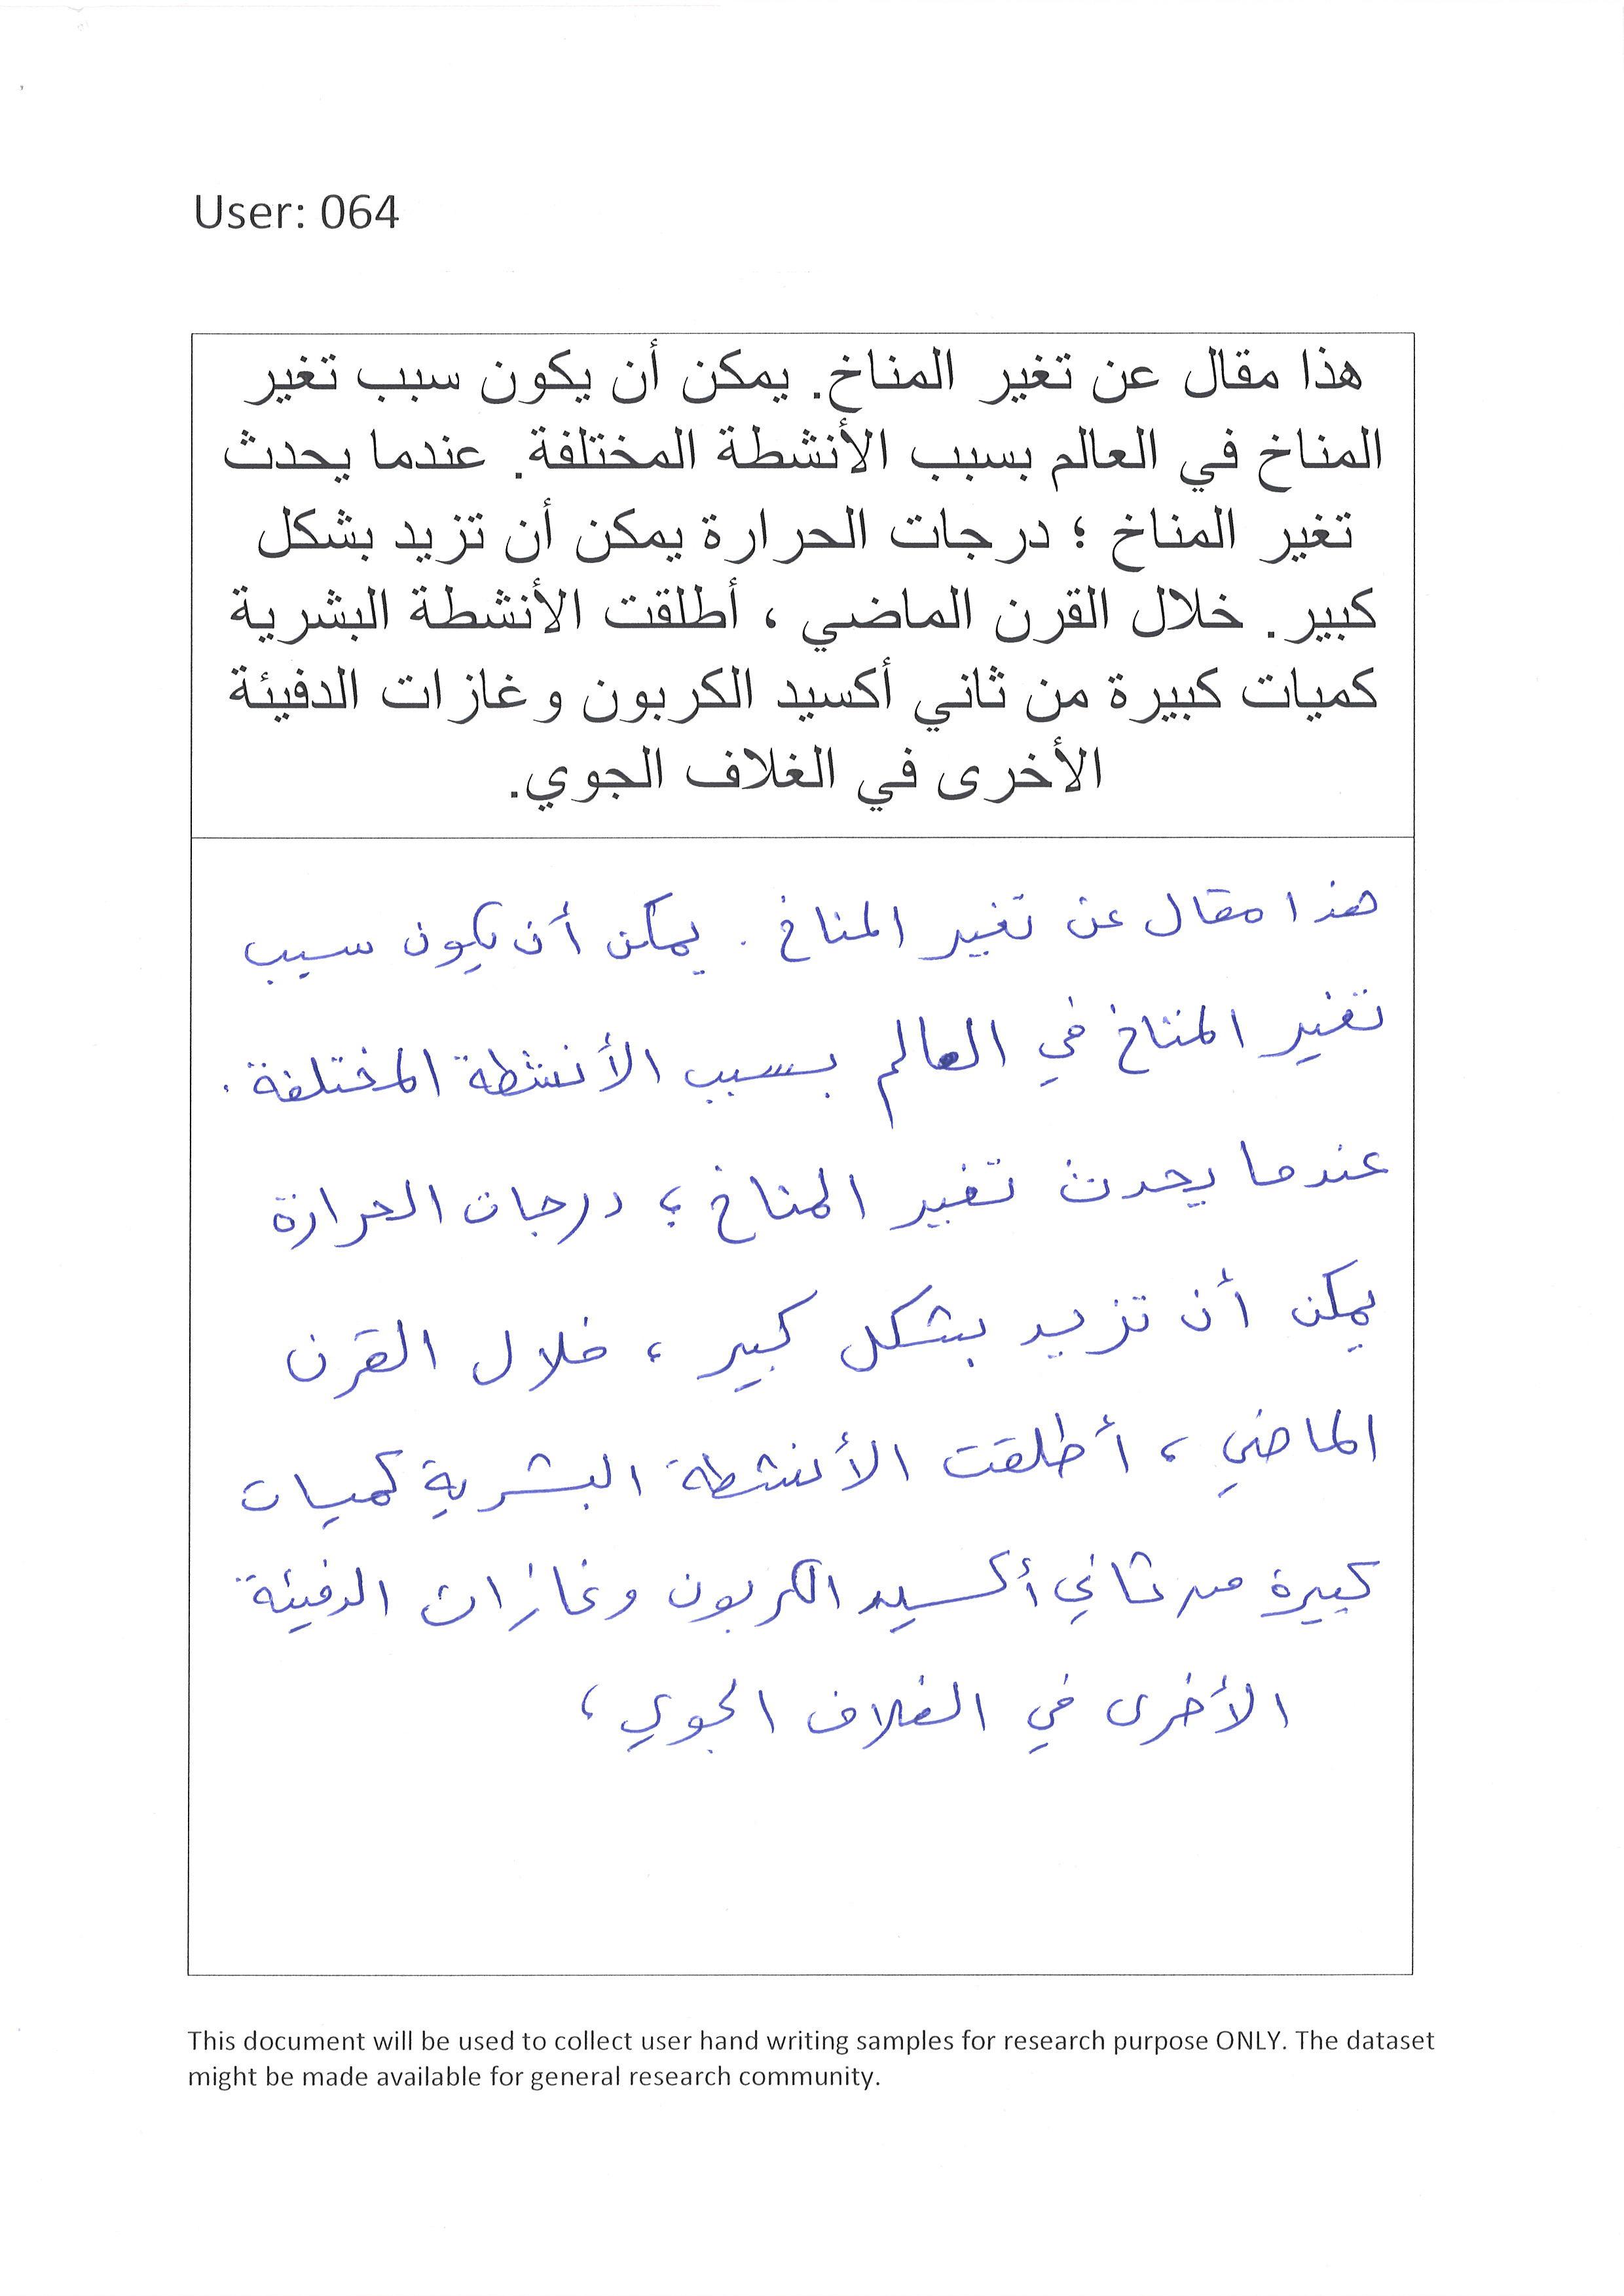 User: 064
هذا مقال عن تغير المناخ. يمكن أن يكون سبب تغير
المناخ في العالم بسبب الأنشطة المختلفة. عندما يحدث
تغير المناخ ؛ درجات الحرارة يمكن أن تزيد بشكل
كبير. خلال القرن الماضي ، أطلقت الأنشطة البشرية
كميات كبيرة من ثاني أكسيد الكربون وغازات الدفيئة
الأخرى في الغلاف الجوي.
هذا مقال عن تغير المناخ . يمكن أن يكون سبب
تغير المناخ في العالم بسبب الأنشطة المختلفة .
عندما يحدث تغير المناخ ؛ درجات الحرارة
يمكن أن تزيد بشكل كبير ، خلال القرن
الماضي ، أطلقت الأنشطة البشرية كميات
كبيرة من ثاني أكسيد الكربون وغازات الدفيئة
الأخرى في الغلاف الجوي ،
This document will be used to collect user hand writing samples for research purpose ONLY. The dataset
might be made available for general research community.